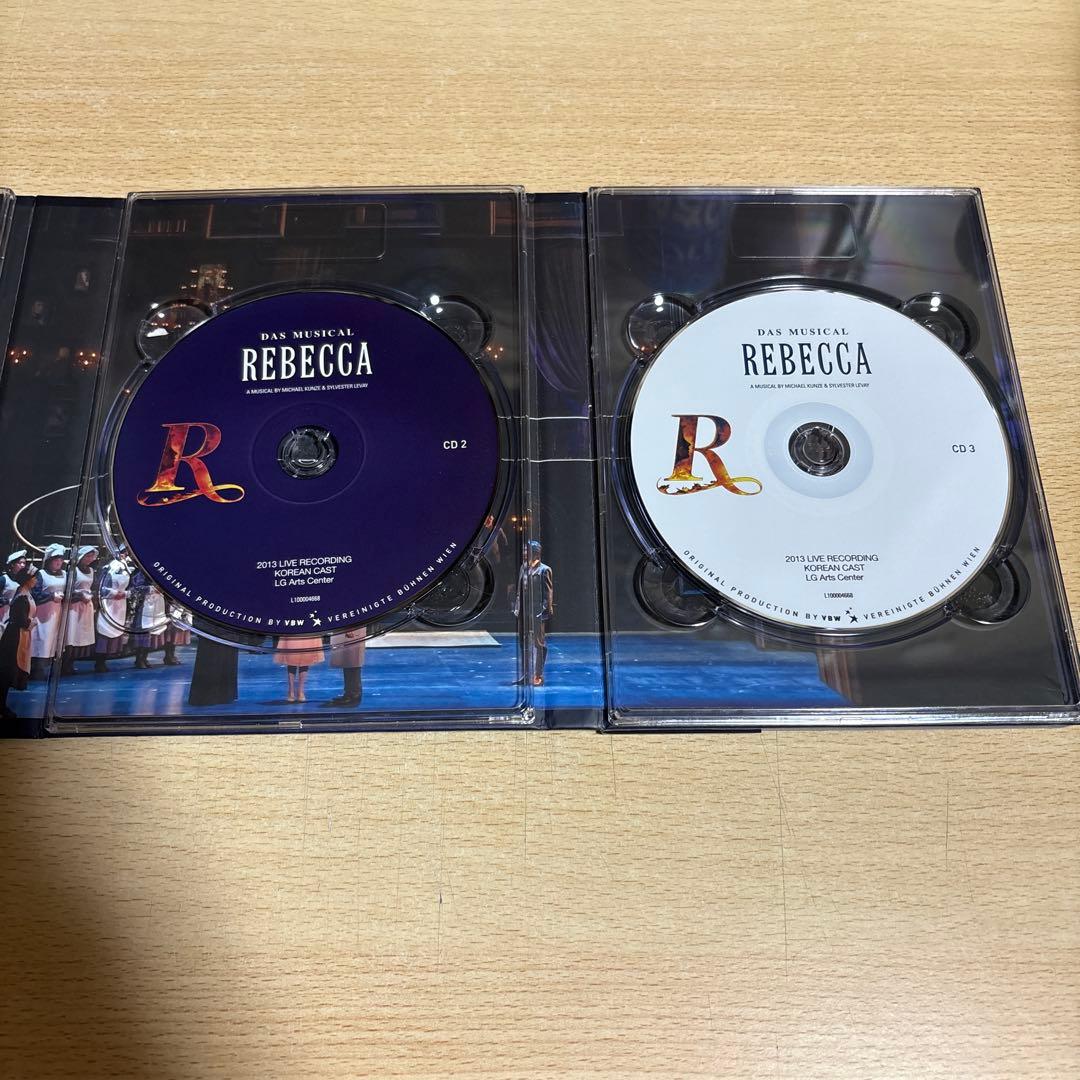 DAS MUSICAL
REBECCA
A MUSICAL BY MICHAEL KUNZE & SYLVESTER LEVAY
R
CD 2
2013 LIVE RECORDING
KOREAN CAST
LG Arts Center
L100004668
ORIGINAL PRODUCTION BY VBW VEREINIGTE BÜHNEN WIEN
DAS MUSICAL
REBECCA
A MUSICAL BY MICHAEL KUNZE & SYLVESTER LEVAY
R
CD 3
2013 LIVE RECORDING
KOREAN CAST
LG Arts Center
L100004668
ORIGINAL PRODUCTION BY VBW VEREINIGTE BÜHNEN WIEN